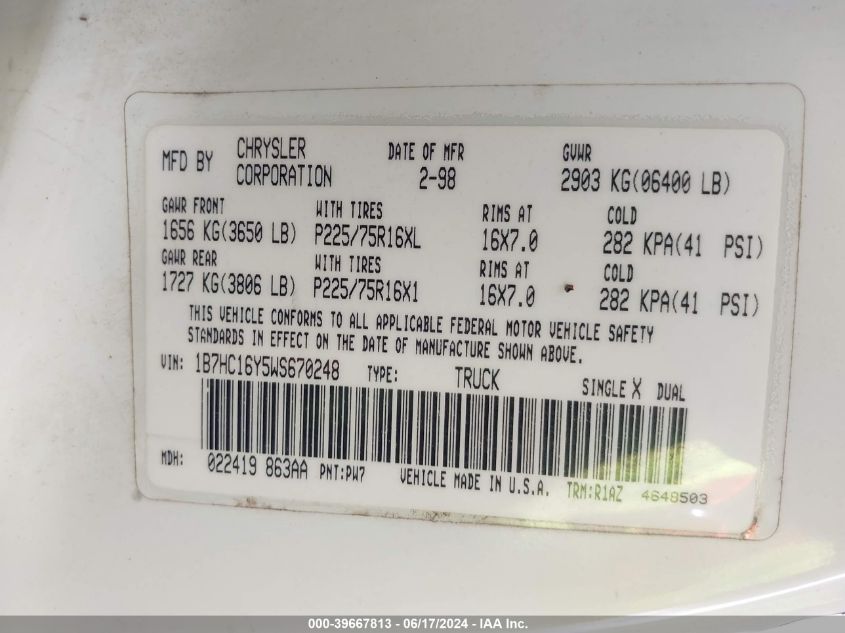 MFD BY CHRYSLER CORPORATION DATE OF MFR 2-98 GVWR 2903 KG(06400 LB)
GAWR FRONT WITH TIRES RIMS AT COLD
1656 KG(3650 LB) P225/75R16XL 16X7.0 282 KPA(41 PSI)
GAWR REAR WITH TIRES RIMS AT COLD
1727 KG(3806 LB) P225/75R16X1 16X7.0 282 KPA(41 PSI)
THIS VEHICLE CONFORMS TO ALL APPLICABLE FEDERAL MOTOR VEHICLE SAFETY
STANDARDS IN EFFECT ON THE DATE OF MANUFACTURE SHOWN ABOVE.
VIN: 1B7HC16Y5WS670248 TYPE: TRUCK SINGLE X DUAL
MDH: 022419 863AA PNT:PW7 VEHICLE MADE IN U.S.A. TRM:R1AZ 4648503
000-39667813 - 06/17/2024 - IAA Inc.